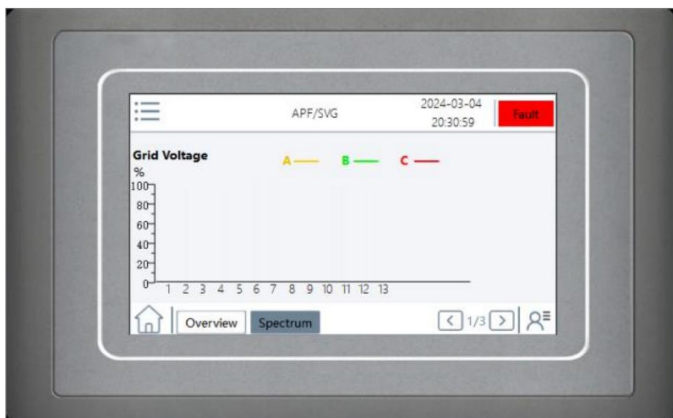 APF/SVG
2024-03-04
20:30:59
Fault
Grid Voltage
A
B
C
%
100
80
60
40
20
0
1 2 3 4 5 6 7 8 9 10 11 12 13
Overview
Spectrum
1/3